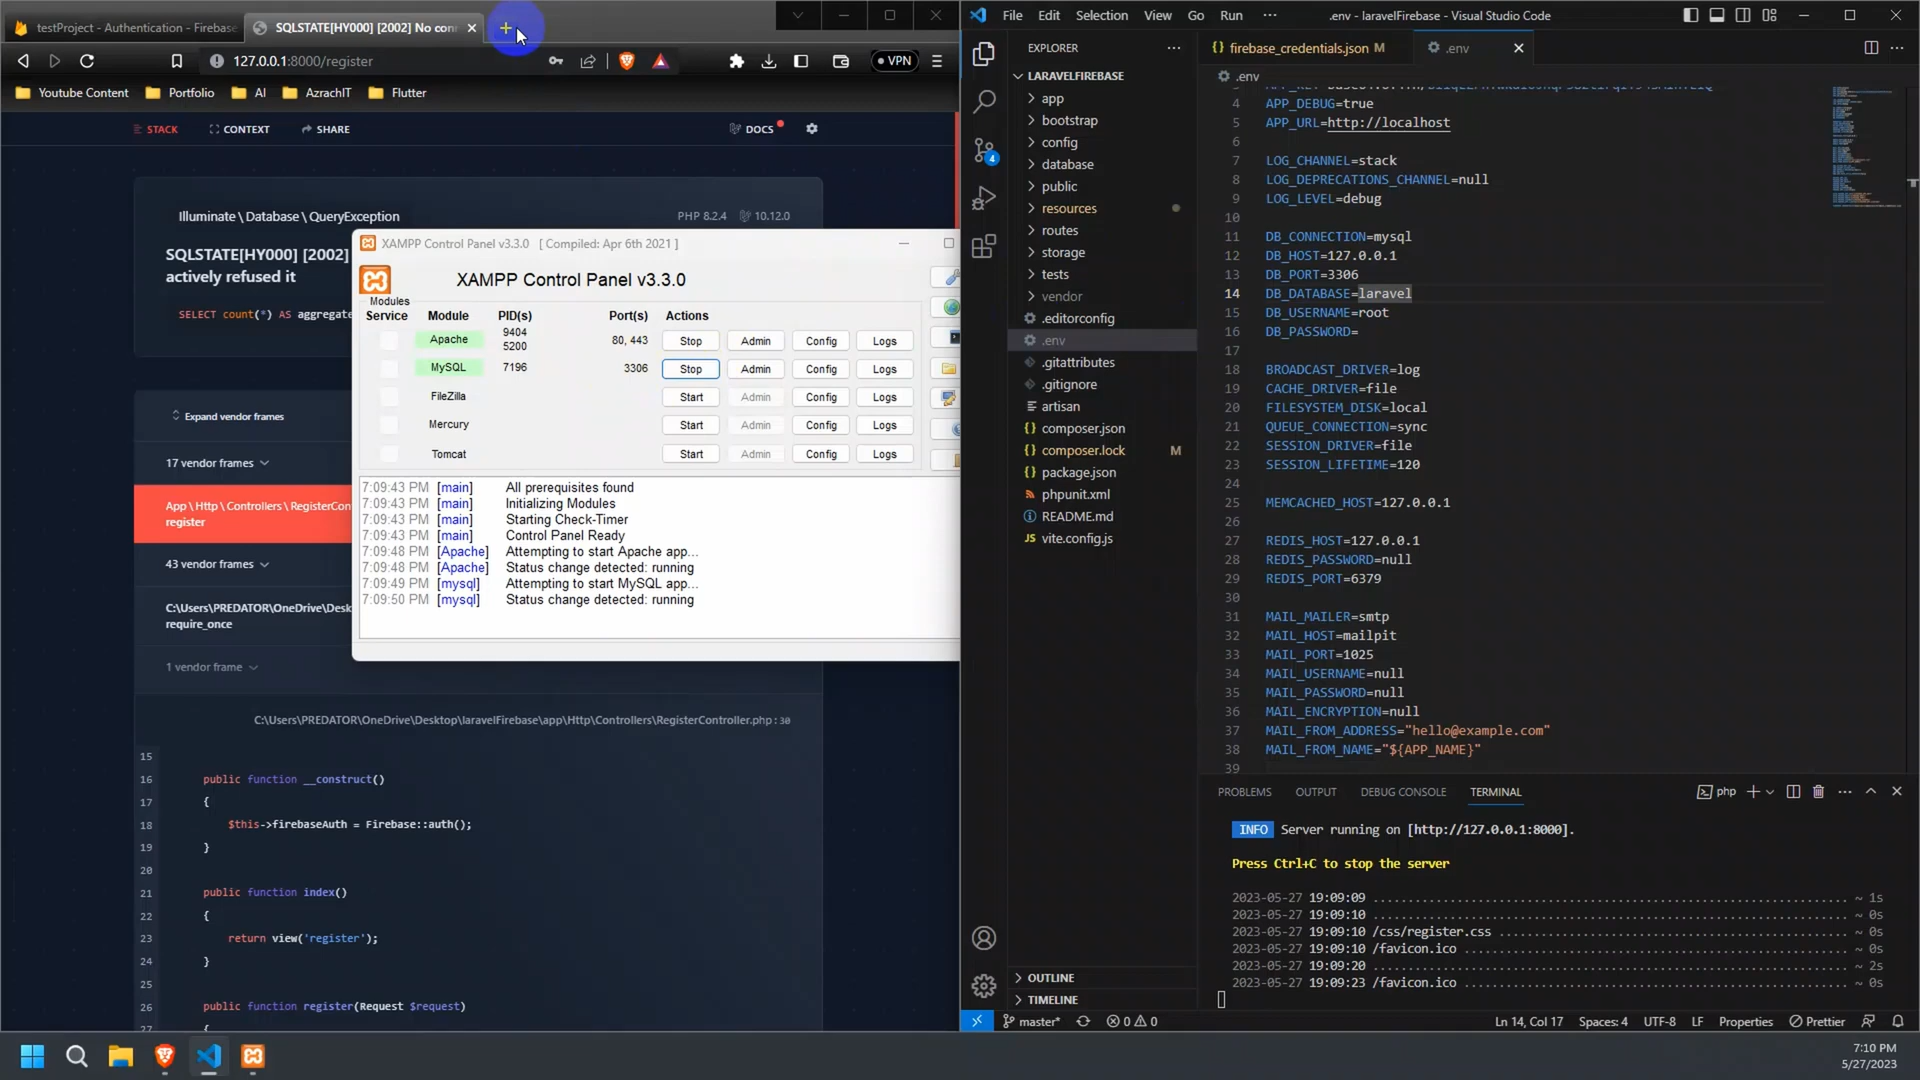 testProject - Authentication - Firebase
SQLSTATE[HY000] [2002] No conn
127.0.0.1:8000/register
VPN
Youtube Content
Portfolio
AI
AzrachIT
Flutter
STACK
CONTEXT
SHARE
DOCS
Illuminate\Database\QueryException
PHP 8.2.4
10.12.0
SQLSTATE[HY000] [2002]
actively refused it
SELECT count(*) AS aggregate
Expand vendor frames
17 vendor frames
App\Http\Controllers\RegisterCon
register
43 vendor frames
C:\Users\PREDATOR\OneDrive\Desk
require_once
1 vendor frame
C:\Users\PREDATOR\OneDrive\Desktop\laravelFirebase\app\Http\Controllers\RegisterController.php:30
15
16 public function __construct()
17 {
18 $this->firebaseAuth = Firebase::auth();
19 }
20
21 public function index()
22 {
23 return view('register');
24 }
25
26 public function register(Request $request)
27 {
XAMPP Control Panel v3.3.0 [ Compiled: Apr 6th 2021 ]
XAMPP Control Panel v3.3.0
Modules
Service Module PID(s) Port(s) Actions
Apache 9404 5200 80, 443 Stop Admin Config Logs
MySQL 7196 3306 Stop Admin Config Logs
FileZilla Start Admin Config Logs
Mercury Start Admin Config Logs
Tomcat Start Admin Config Logs
7:09:43 PM [main] All prerequisites found
7:09:43 PM [main] Initializing Modules
7:09:43 PM [main] Starting Check-Timer
7:09:43 PM [main] Control Panel Ready
7:09:48 PM [Apache] Attempting to start Apache app...
7:09:48 PM [Apache] Status change detected: running
7:09:49 PM [mysql] Attempting to start MySQL app...
7:09:50 PM [mysql] Status change detected: running
File Edit Selection View Go Run ···
.env - laravelFirebase - Visual Studio Code
EXPLORER
LARAVELFIREBASE
app
bootstrap
config
database
public
resources
routes
storage
tests
vendor
.editorconfig
.env
.gitattributes
.gitignore
artisan
composer.json
composer.lock M
package.json
phpunit.xml
README.md
vite.config.js
OUTLINE
TIMELINE
4
firebase_credentials.json M
.env
.env
4 APP_DEBUG=true
5 APP_URL=http://localhost
6
7 LOG_CHANNEL=stack
8 LOG_DEPRECATIONS_CHANNEL=null
9 LOG_LEVEL=debug
10
11 DB_CONNECTION=mysql
12 DB_HOST=127.0.0.1
13 DB_PORT=3306
14 DB_DATABASE=laravel
15 DB_USERNAME=root
16 DB_PASSWORD=
17
18 BROADCAST_DRIVER=log
19 CACHE_DRIVER=file
20 FILESYSTEM_DISK=local
21 QUEUE_CONNECTION=sync
22 SESSION_DRIVER=file
23 SESSION_LIFETIME=120
24
25 MEMCACHED_HOST=127.0.0.1
26
27 REDIS_HOST=127.0.0.1
28 REDIS_PASSWORD=null
29 REDIS_PORT=6379
30
31 MAIL_MAILER=smtp
32 MAIL_HOST=mailpit
33 MAIL_PORT=1025
34 MAIL_USERNAME=null
35 MAIL_PASSWORD=null
36 MAIL_ENCRYPTION=null
37 MAIL_FROM_ADDRESS="hello@example.com"
38 MAIL_FROM_NAME="${APP_NAME}"
39
PROBLEMS OUTPUT DEBUG CONSOLE TERMINAL
php
INFO Server running on [http://127.0.0.1:8000].
Press Ctrl+C to stop the server
2023-05-27 19:09:09 ~ 1s
2023-05-27 19:09:10 ~ 0s
2023-05-27 19:09:10 /css/register.css ~ 0s
2023-05-27 19:09:10 /favicon.ico ~ 0s
2023-05-27 19:09:20 ~ 2s
2023-05-27 19:09:23 /favicon.ico ~ 0s
master*
0 0
Ln 14, Col 17
Spaces: 4
UTF-8
LF
Properties
Prettier
7:10 PM
5/27/2023